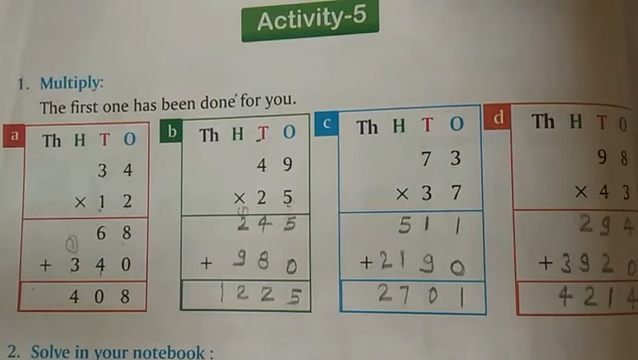 Activity-5
1. Multiply:
The first one has been done for you.
a b c d
Th H T O Th H T O Th H T O Th H T O
3 4 4 9 7 3 9 8
× 1 2 × 2 5 × 3 7 × 4 3
6 8 2 4 5 5 1 1 2 9 4
+ 3 4 0 + 9 8 0 + 2 1 9 0 + 3 9 2 0
4 0 8 1 2 2 5 2 7 0 1 4 2 1 4
2. Solve in your notebook :